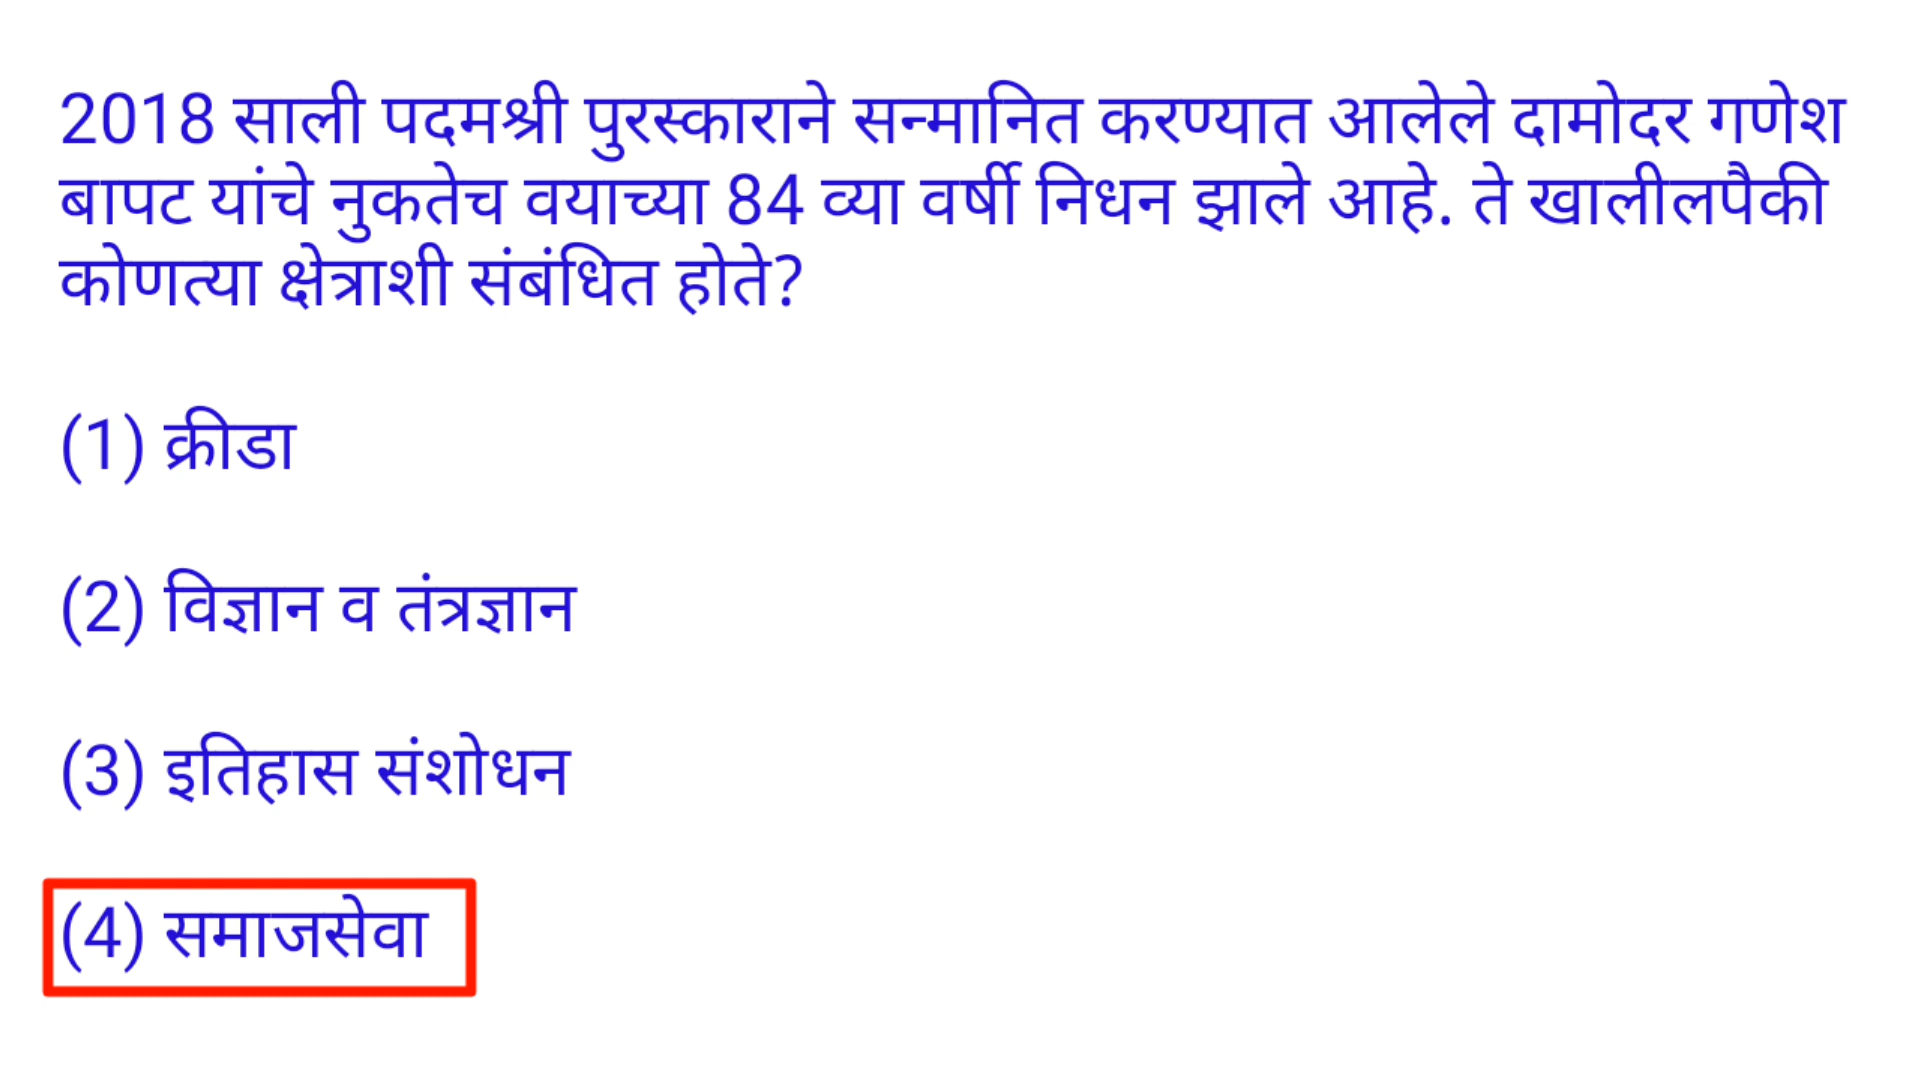 2018 साली पदमश्री पुरस्काराने सन्मानित करण्यात आलेले दामोदर गणेश
बापट यांचे नुकतेच वयाच्या 84 व्या वर्षी निधन झाले आहे. ते खालीलपैकी
कोणत्या क्षेत्राशी संबंधित होते?
(1) क्रीडा
(2) विज्ञान व तंत्रज्ञान
(3) इतिहास संशोधन
(4) समाजसेवा